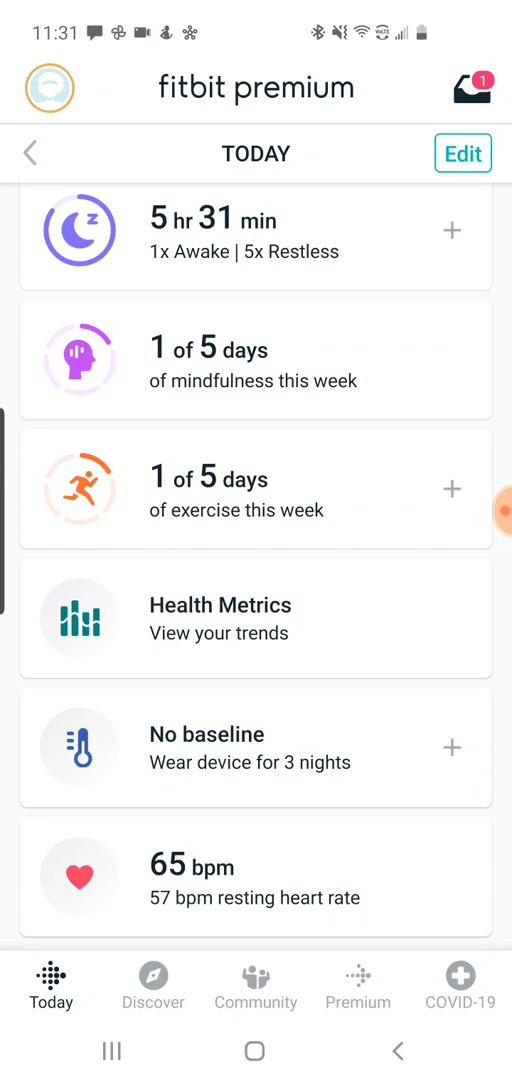 11:31
fitbit premium
1
TODAY
Edit
5 hr 31 min
1x Awake | 5x Restless
1 of 5 days
of mindfulness this week
1 of 5 days
of exercise this week
Health Metrics
View your trends
No baseline
Wear device for 3 nights
65 bpm
57 bpm resting heart rate
Today
Discover
Community
Premium
COVID-19